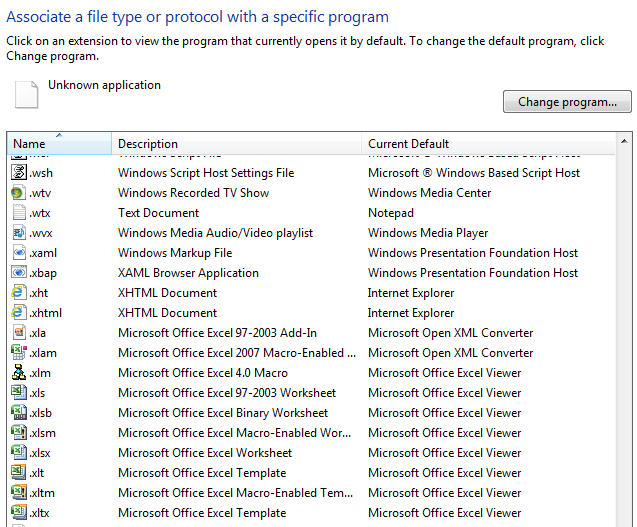 Associate a file type or protocol with a specific program
Click on an extension to view the program that currently opens it by default. To change the default program, click
Change program.
Unknown application
Change program...
Name Description Current Default
.wsh Windows Script Host Settings File Microsoft ® Windows Based Script Host
.wtv Windows Recorded TV Show Windows Media Center
.wtx Text Document Notepad
.wvx Windows Media Audio/Video playlist Windows Media Player
.xaml Windows Markup File Windows Presentation Foundation Host
.xbap XAML Browser Application Windows Presentation Foundation Host
.xht XHTML Document Internet Explorer
.xhtml XHTML Document Internet Explorer
.xla Microsoft Office Excel 97-2003 Add-In Microsoft Open XML Converter
.xlam Microsoft Office Excel 2007 Macro-Enabled ... Microsoft Open XML Converter
.xlm Microsoft Office Excel 4.0 Macro Microsoft Office Excel Viewer
.xls Microsoft Office Excel 97-2003 Worksheet Microsoft Office Excel Viewer
.xlsb Microsoft Office Excel Binary Worksheet Microsoft Office Excel Viewer
.xlsm Microsoft Office Excel Macro-Enabled Wor... Microsoft Office Excel Viewer
.xlsx Microsoft Office Excel Worksheet Microsoft Office Excel Viewer
.xlt Microsoft Office Excel Template Microsoft Office Excel Viewer
.xltm Microsoft Office Excel Macro-Enabled Tem... Microsoft Office Excel Viewer
.xltx Microsoft Office Excel Template Microsoft Office Excel Viewer